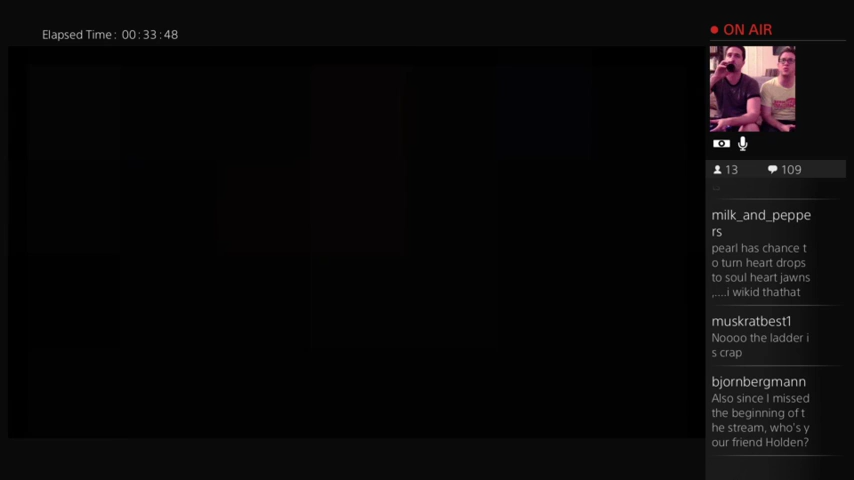 Elapsed Time: 00:33:48
ON AIR
13
109
milk_and_peppe
rs
pearl has chance t
o turn heart drops
to soul heart jawns
,....i wikid thathat
muskratbest1
Noooo the ladder i
s crap
bjornbergmann
Also since I missed
the beginning of t
he stream, who's y
our friend Holden?